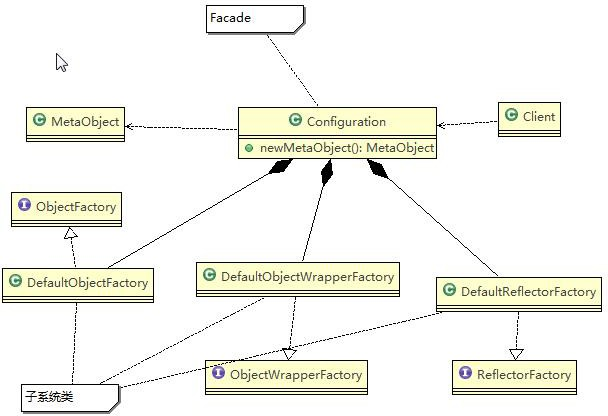 Facade
MetaObject
Configuration
newMetaObject(): MetaObject
Client
ObjectFactory
DefaultObjectFactory
DefaultObjectWrapperFactory
DefaultReflectorFactory
ObjectWrapperFactory
ReflectorFactory
子系统类